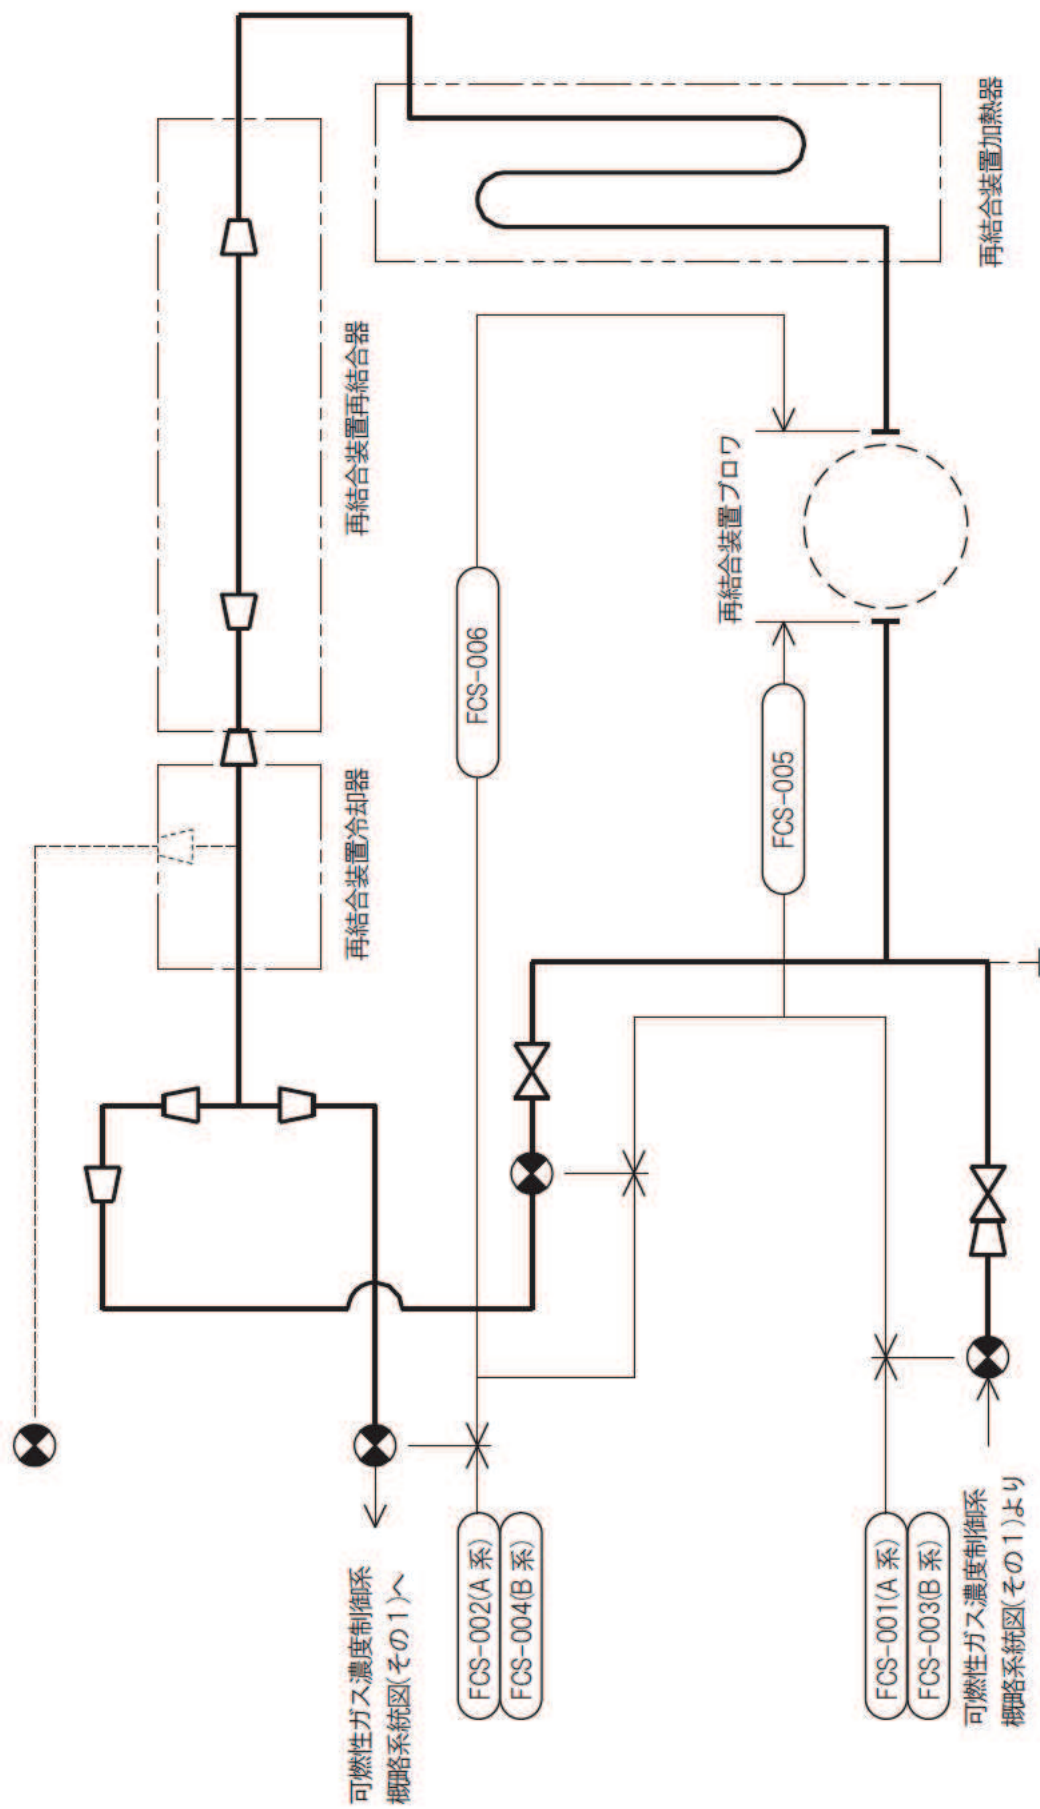 再結合装置冷却器
再結合装置再結合器
可燃性ガス濃度制御系
概略系統図(その1)へ
FCS-002(A 系)
FCS-004(B 系)
FCS-006
再結合装置ブロワ
FCS-005
FCS-001(A 系)
FCS-003(B 系)
可燃性ガス濃度制御系
概略系統図(その1)より
再結合装置加熱器